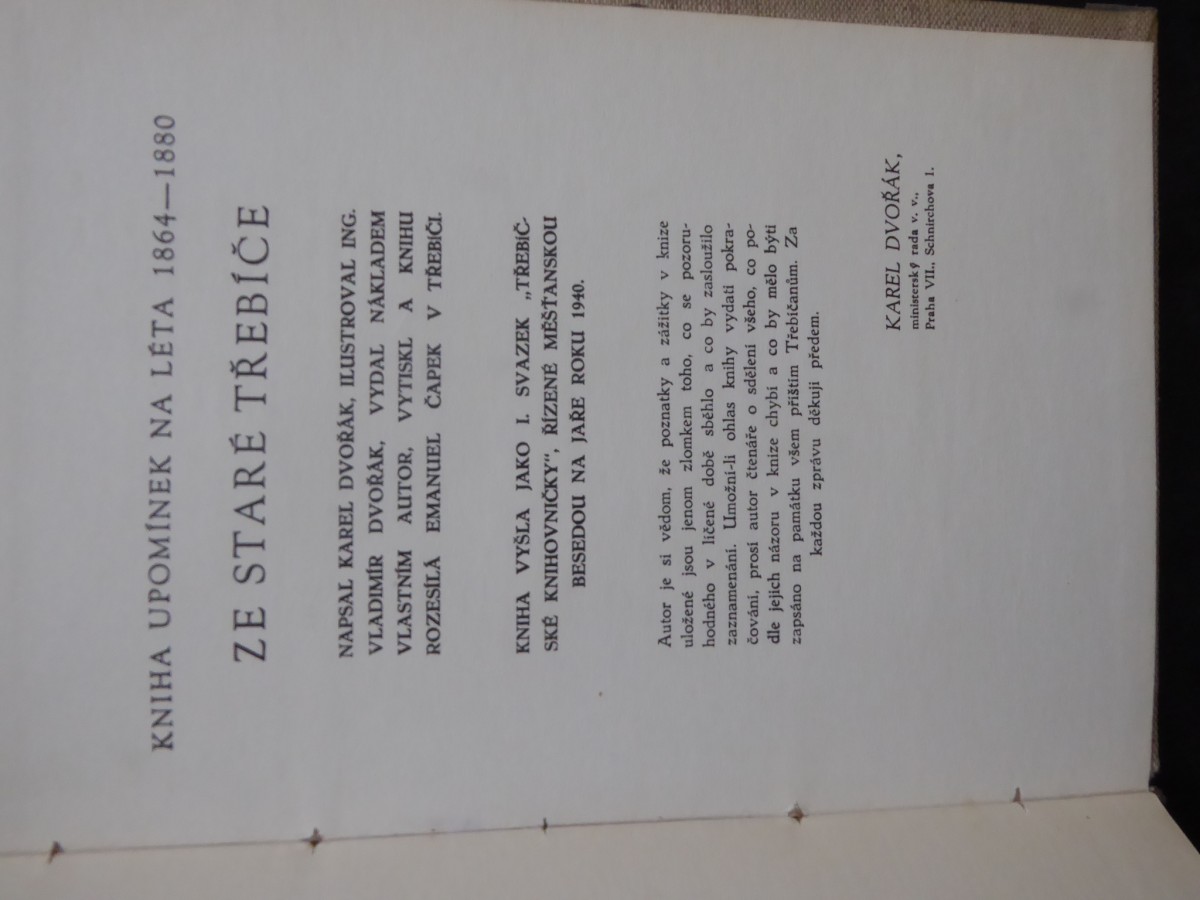 KNIHA UPOMÍNEK NA LÉTA 1864—1880
ZE STARÉ TŘEBÍČE
NAPSAL KAREL DVOŘÁK, ILUSTROVAL ING.
VLADIMÍR DVOŘÁK, VYDAL NÁKLADEM
VLASTNÍM AUTOR, VYTISKL A KNIHU
ROZESÍLÁ EMANUEL ČAPEK V TŘEBÍČI.
KNIHA VYŠLA JAKO I. SVAZEK „TŘEBÍČ-
SKÉ KNIHOVNIČKY“, ŘÍZENÉ MĚŠŤANSKOU
BESEDOU NA JAŘE ROKU 1940.
Autor je si vědom, že poznatky a zážitky v knize
uložené jsou jenom zlomkem toho, co se pozoru-
hodného v líčené době sběhlo a co by zasloužilo
zaznamenání. Umožní-li ohlas knihy vydati pokra-
čování, prosí autor čtenáře o sdělení všeho, co po-
dle jejich názoru v knize chybí a co by mělo býti
zapsáno na památku všem příštím Třebíčanům. Za
každou zprávu děkuji předem.
KAREL DVOŘÁK,
ministerský rada v. v.,
Praha VII., Schnirchova 1.